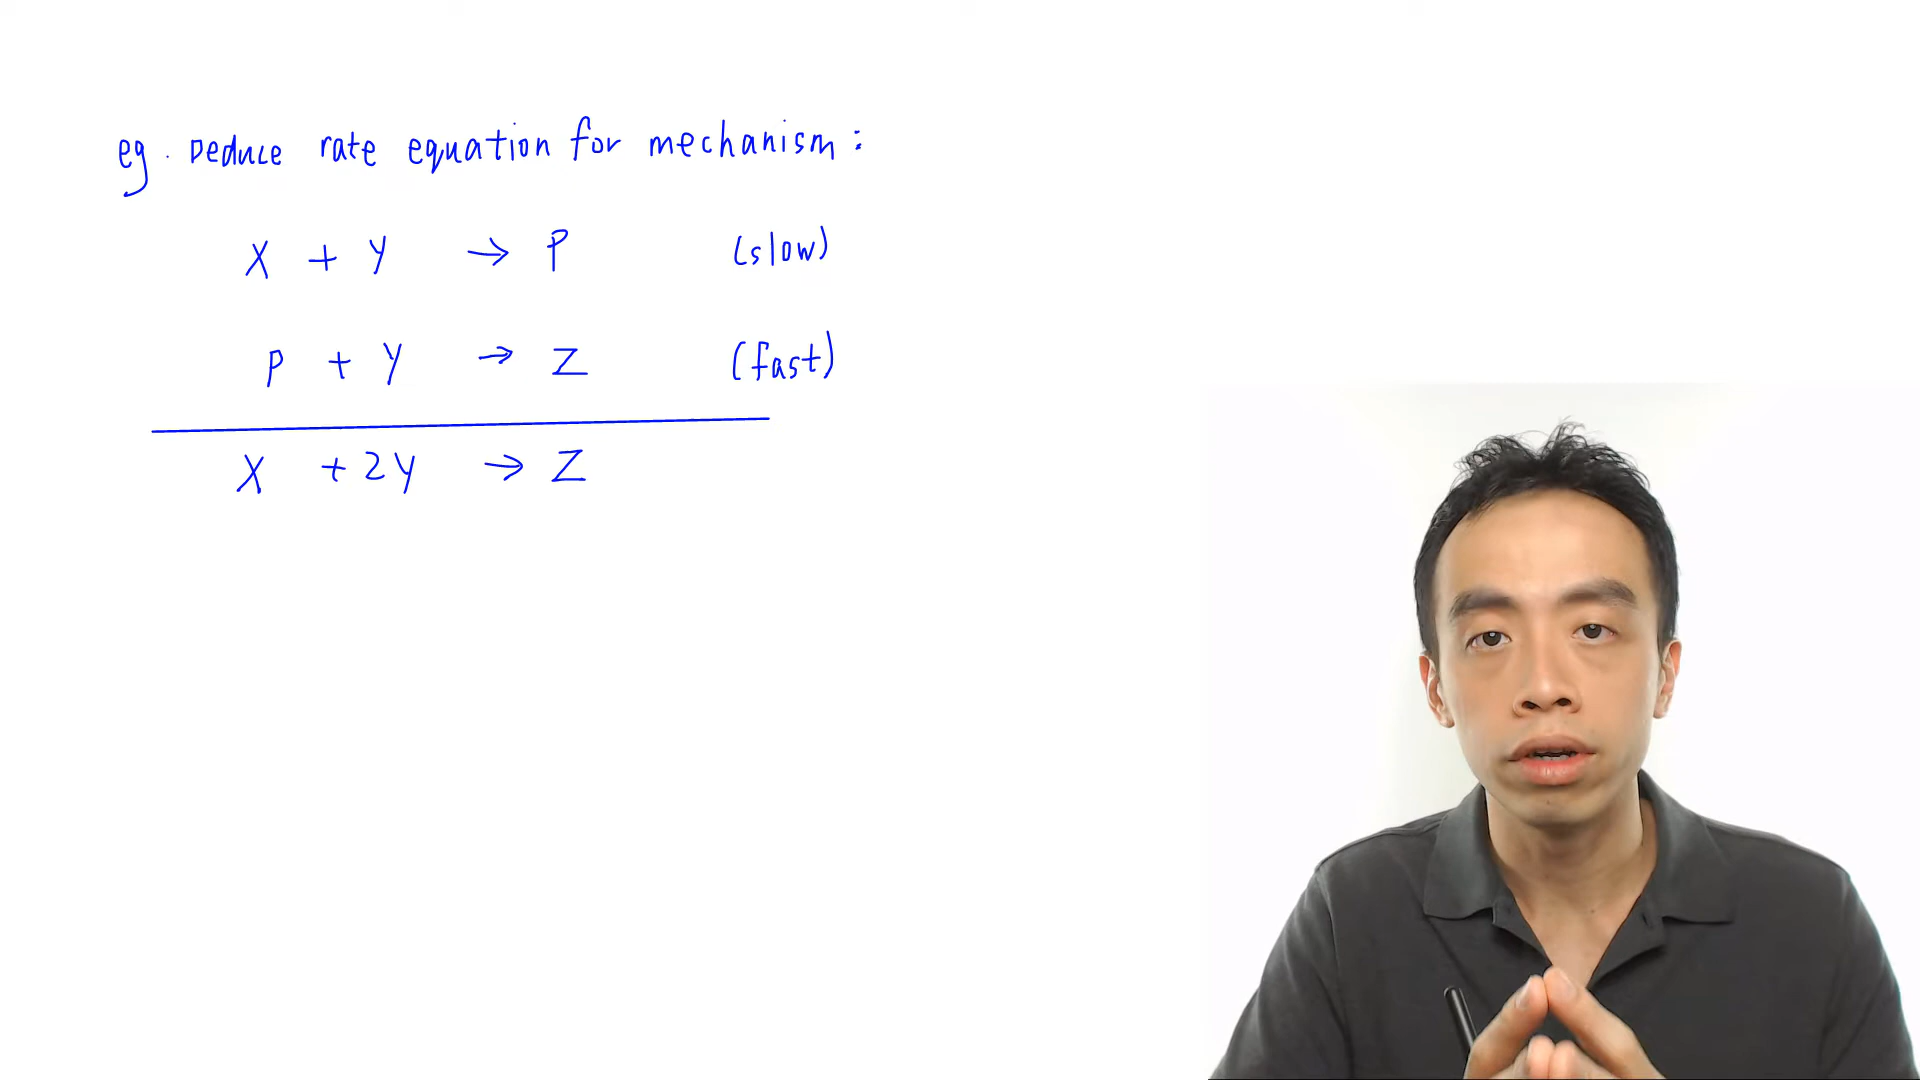 eg. Deduce rate equation for mechanism:
X + Y → P (slow)
P + Y → Z (fast)
X + 2Y → Z